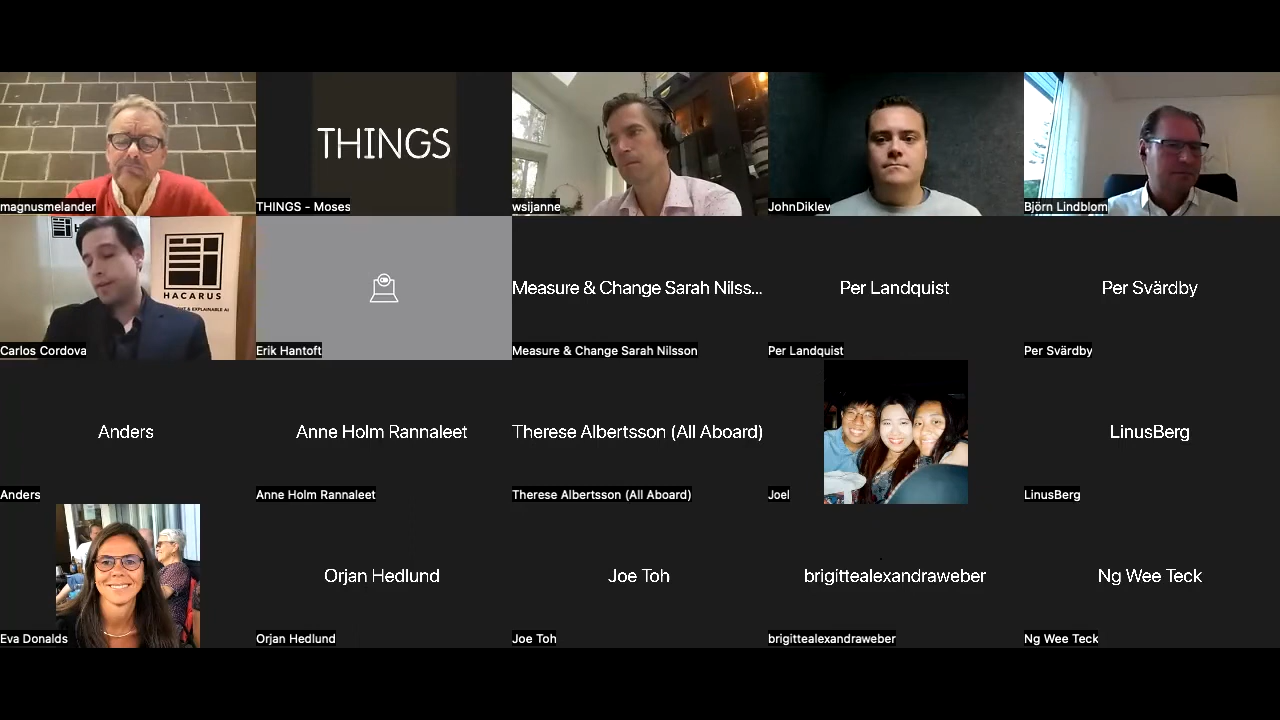 THINGS
magnusmelander
THINGS - Moses
wsijanne
JohnDiklev
Björn Lindblom
HACARUS
& EXPLAINABLE AI
Measure & Change Sarah Nilss...
Per Landquist
Per Svärdby
Carlos Cordova
Erik Hantoft
Measure & Change Sarah Nilsson
Per Landquist
Per Svärdby
Anders
Anne Holm Rannaleet
Therese Albertsson (All Aboard)
LinusBerg
Anders
Anne Holm Rannaleet
Therese Albertsson (All Aboard)
Joel
LinusBerg
Orjan Hedlund
Joe Toh
brigittealexandraweber
Ng Wee Teck
Eva Donalds
Orjan Hedlund
Joe Toh
brigittealexandraweber
Ng Wee Teck